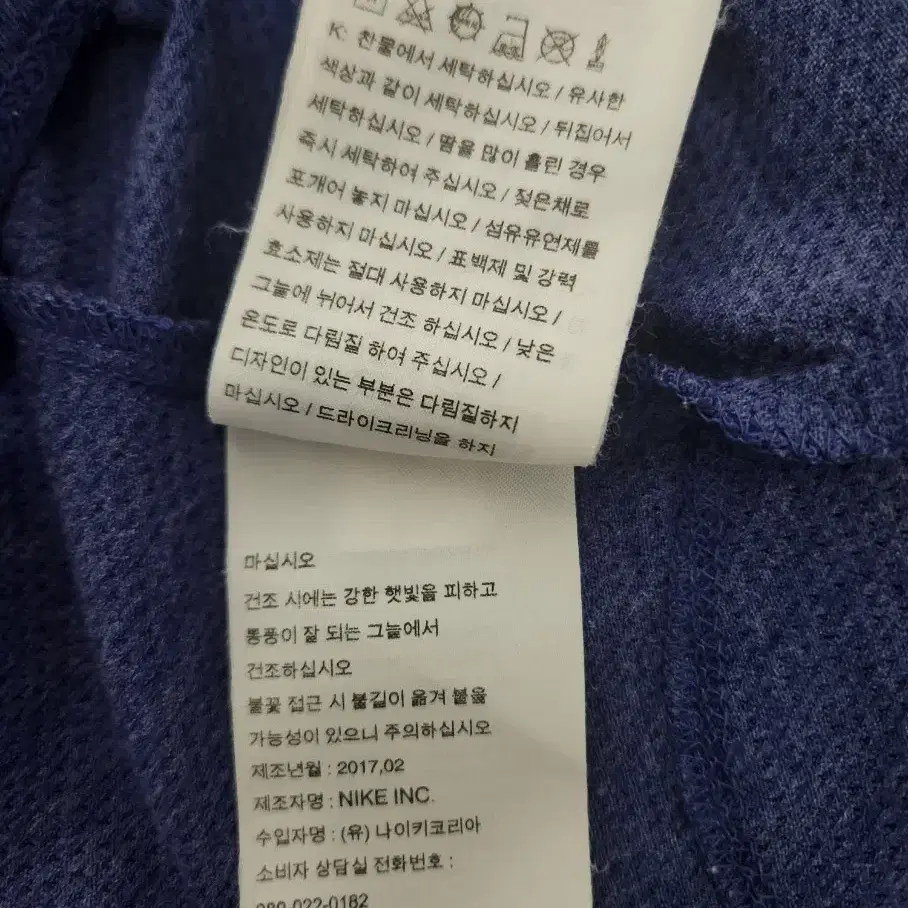 K: 찬물에서 세탁하십시오 / 유사한
색상과 같이 세탁하십시오 / 뒤집어서
세탁하십시오 / 땀을 많이 흘린 경우
즉시 세탁하여 주십시오 / 젖은채로
포개어 놓지 마십시오 / 섬유유연제를
사용하지 마십시오 / 표백제 및 강력
효소제는 절대 사용하지 마십시오 /
그늘에 뉘어서 건조 하십시오 / 낮은
온도로 다림질 하여 주십시오 /
디자인이 있는 부분은 다림질하지
마십시오 / 드라이크리닝을 하지
마십시오
건조 시에는 강한 햇빛을 피하고
통풍이 잘 되는 그늘에서
건조하십시오
불꽃 접근 시 불길이 옮겨 붙을
가능성이 있으니 주의하십시오
제조년월 : 2017,02
제조자명 : NIKE INC.
수입자명 : (유) 나이키코리아
소비자 상담실 전화번호 :
080-022-0182